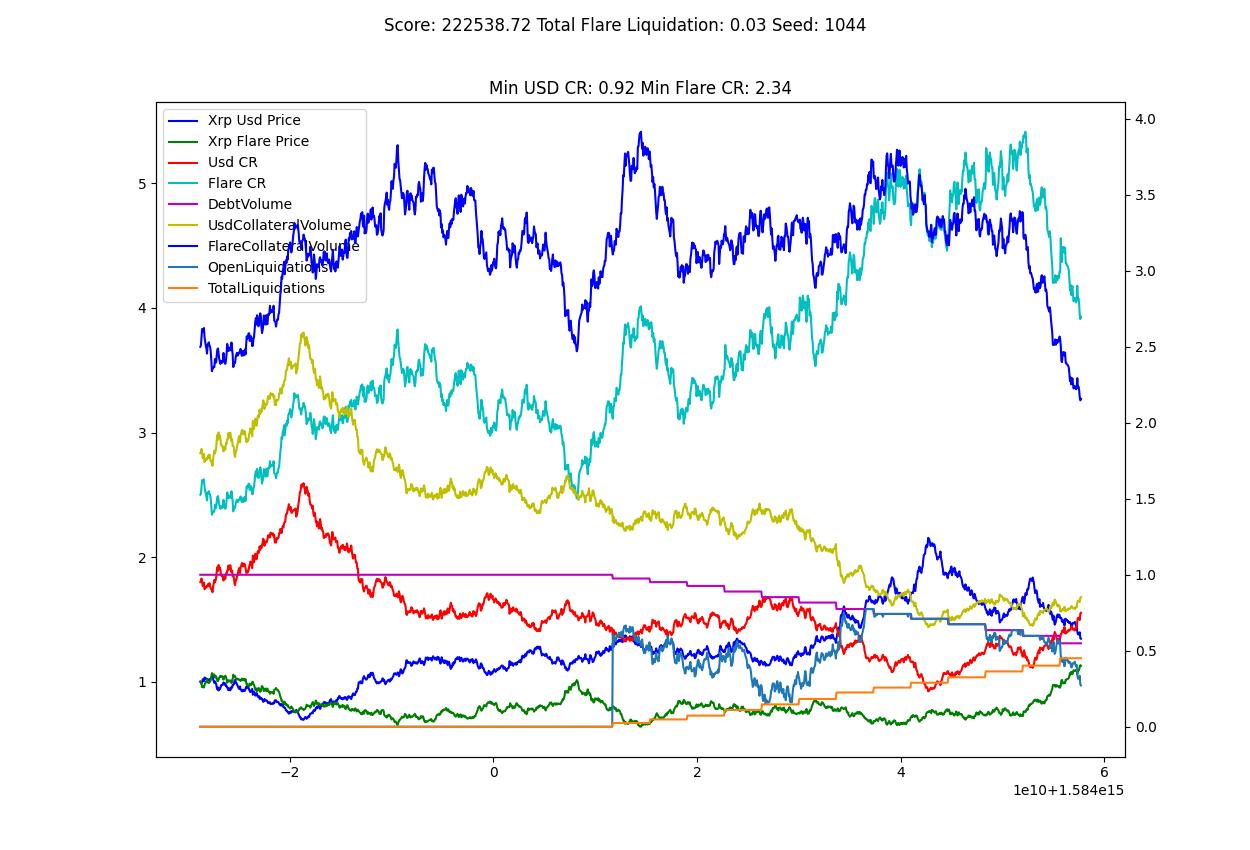 Score: 222538.72 Total Flare Liquidation: 0.03 Seed: 1044
Min USD CR: 0.92 Min Flare CR: 2.34
Xrp Usd Price
Xrp Flare Price
Usd CR
Flare CR
DebtVolume
UsdCollateralVolume
FlareCollateralVolume
OpenLiquidations
TotalLiquidations
5
4
3
2
1
4.0
3.5
3.0
2.5
2.0
1.5
1.0
0.5
0.0
−2
0
2
4
6
1e10+1.584e15